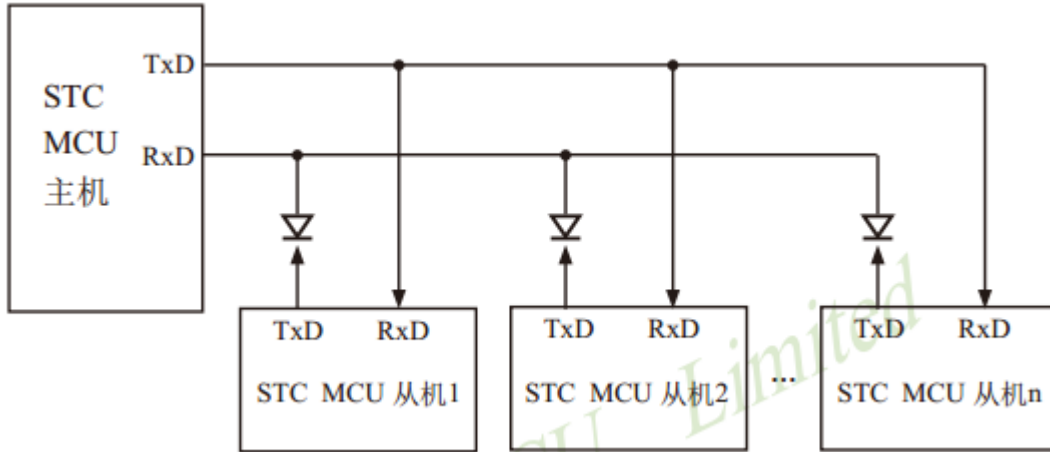 TxD
STC
MCU
RxD
主机
TxD RxD
STC MCU 从机1
TxD RxD
STC MCU 从机2
...
TxD RxD
STC MCU 从机n
CU Limited